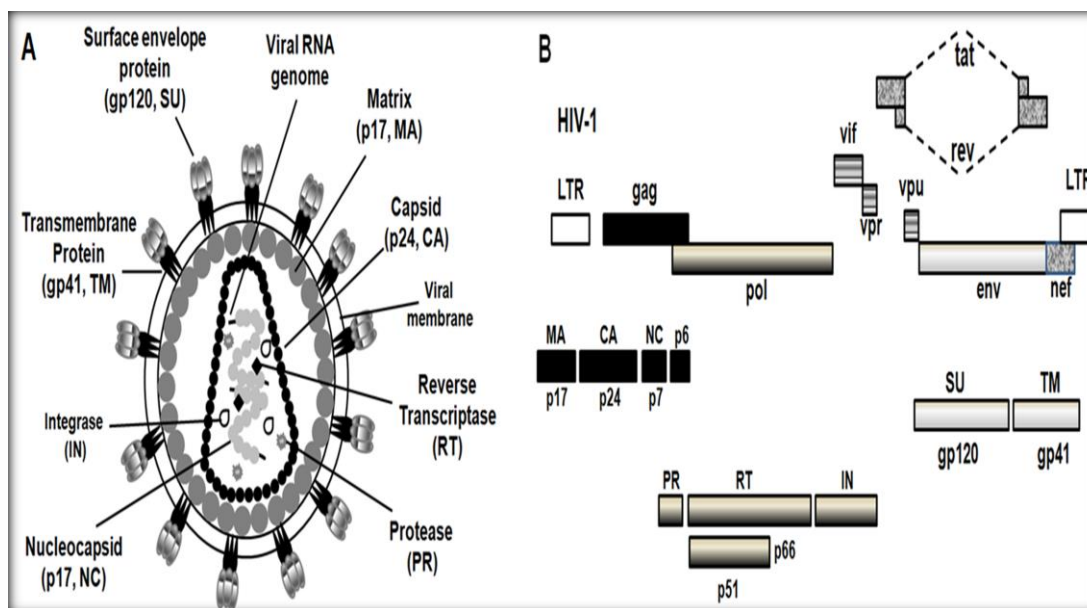 A
Surface envelope
protein
(gp120, SU)
Viral RNA
genome
Matrix
(p17, MA)
Capsid
(p24, CA)
Viral
membrane
Reverse
Transcriptase
(RT)
Protease
(PR)
Transmembrane
Protein
(gp41, TM)
Integrase
(IN)
Nucleocapsid
(p17, NC)
B
HIV-1
tat
rev
LTR
gag
pol
vif
vpr
vpu
env
nef
LTR
MA CA NC p6
p17 p24 p7
SU TM
gp120 gp41
PR RT IN
p66
p51